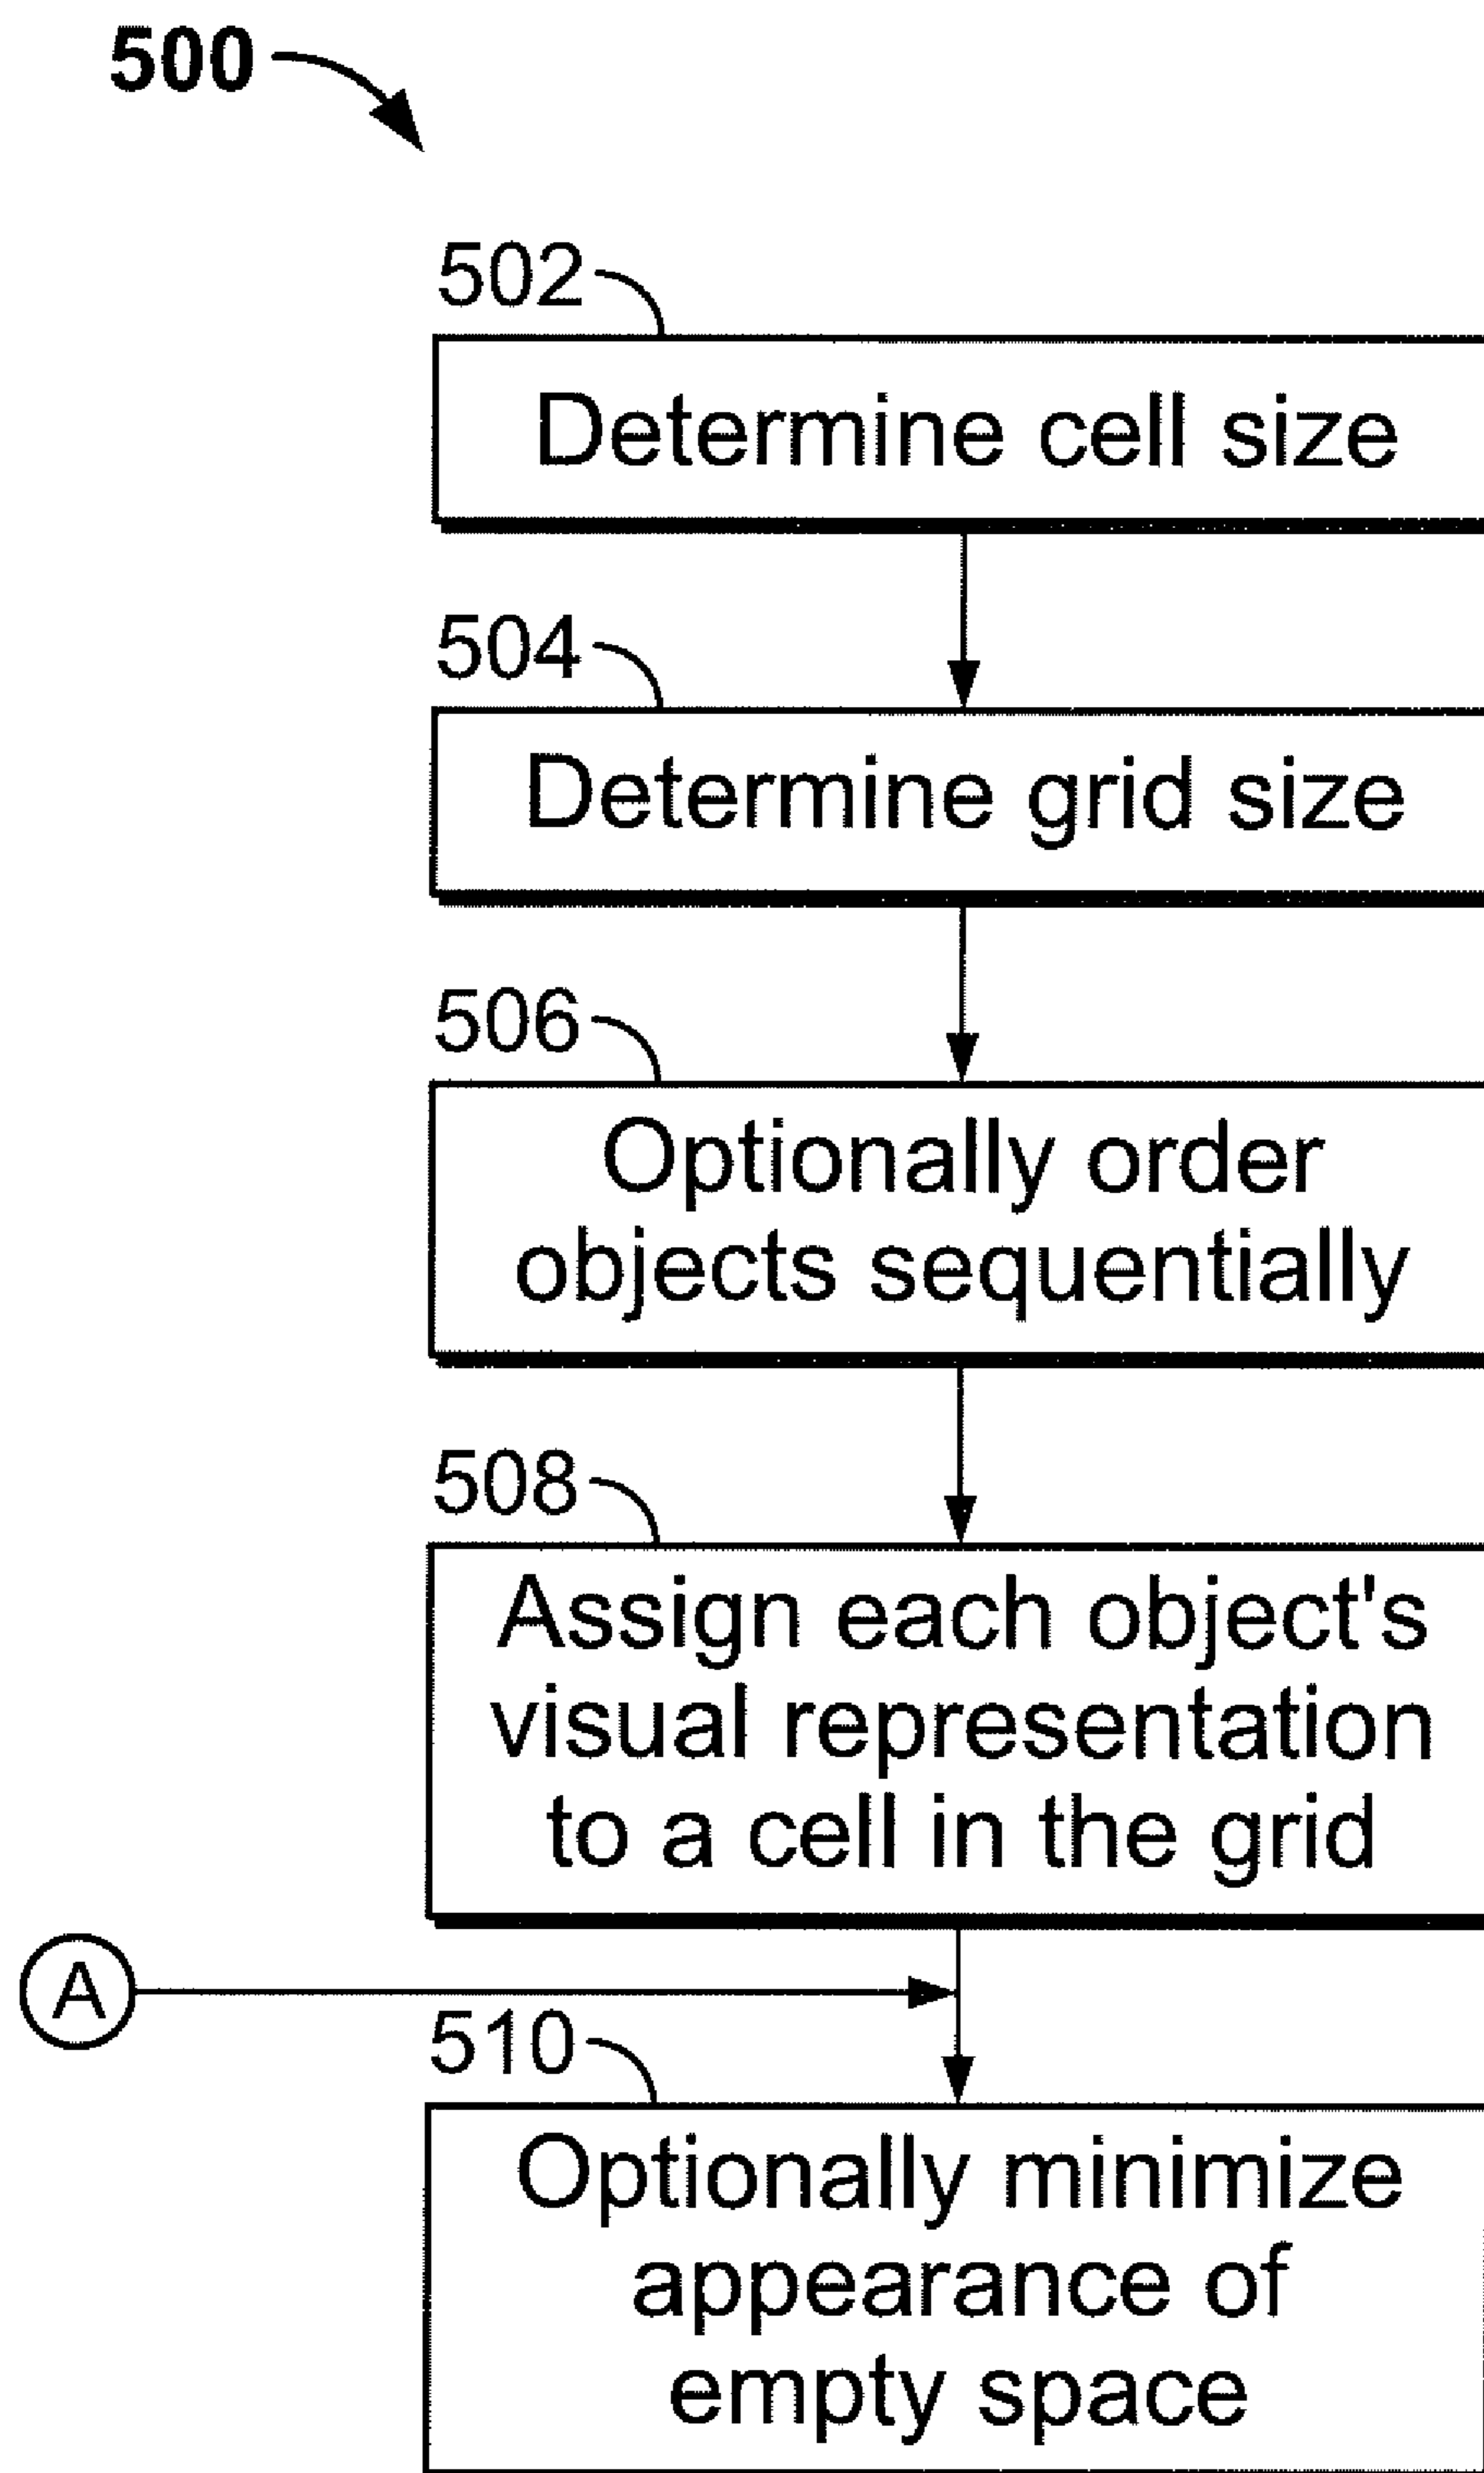 500
502
Determine cell size
504
Determine grid size
506
Optionally order
objects sequentially
508
Assign each object's
visual representation
to a cell in the grid
A
510
Optionally minimize
appearance of
empty space